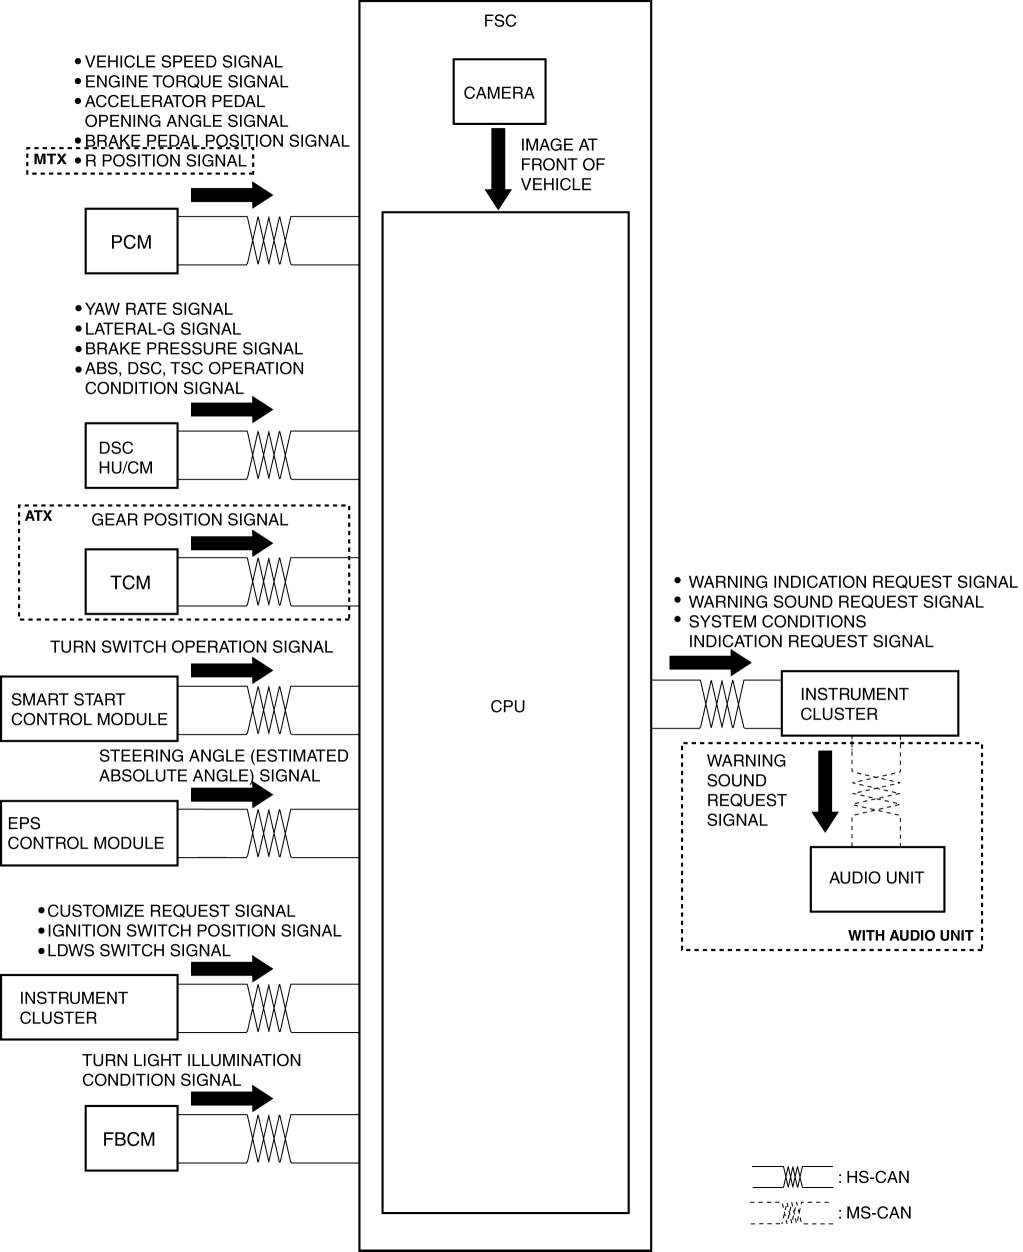 FSC
CAMERA
IMAGE AT
FRONT OF
VEHICLE
• VEHICLE SPEED SIGNAL
• ENGINE TORQUE SIGNAL
• ACCELERATOR PEDAL
OPENING ANGLE SIGNAL
• BRAKE PEDAL POSITION SIGNAL
MTX • R POSITION SIGNAL
PCM
• YAW RATE SIGNAL
• LATERAL-G SIGNAL
• BRAKE PRESSURE SIGNAL
• ABS, DSC, TSC OPERATION
CONDITION SIGNAL
DSC
HU/CM
ATX
GEAR POSITION SIGNAL
TCM
TURN SWITCH OPERATION SIGNAL
SMART START
CONTROL MODULE
STEERING ANGLE (ESTIMATED
ABSOLUTE ANGLE) SIGNAL
EPS
CONTROL MODULE
• CUSTOMIZE REQUEST SIGNAL
• IGNITION SWITCH POSITION SIGNAL
• LDWS SWITCH SIGNAL
INSTRUMENT
CLUSTER
TURN LIGHT ILLUMINATION
CONDITION SIGNAL
FBCM
CPU
• WARNING INDICATION REQUEST SIGNAL
• WARNING SOUND REQUEST SIGNAL
• SYSTEM CONDITIONS
INDICATION REQUEST SIGNAL
INSTRUMENT
CLUSTER
WARNING
SOUND
REQUEST
SIGNAL
AUDIO UNIT
WITH AUDIO UNIT
: HS-CAN
: MS-CAN